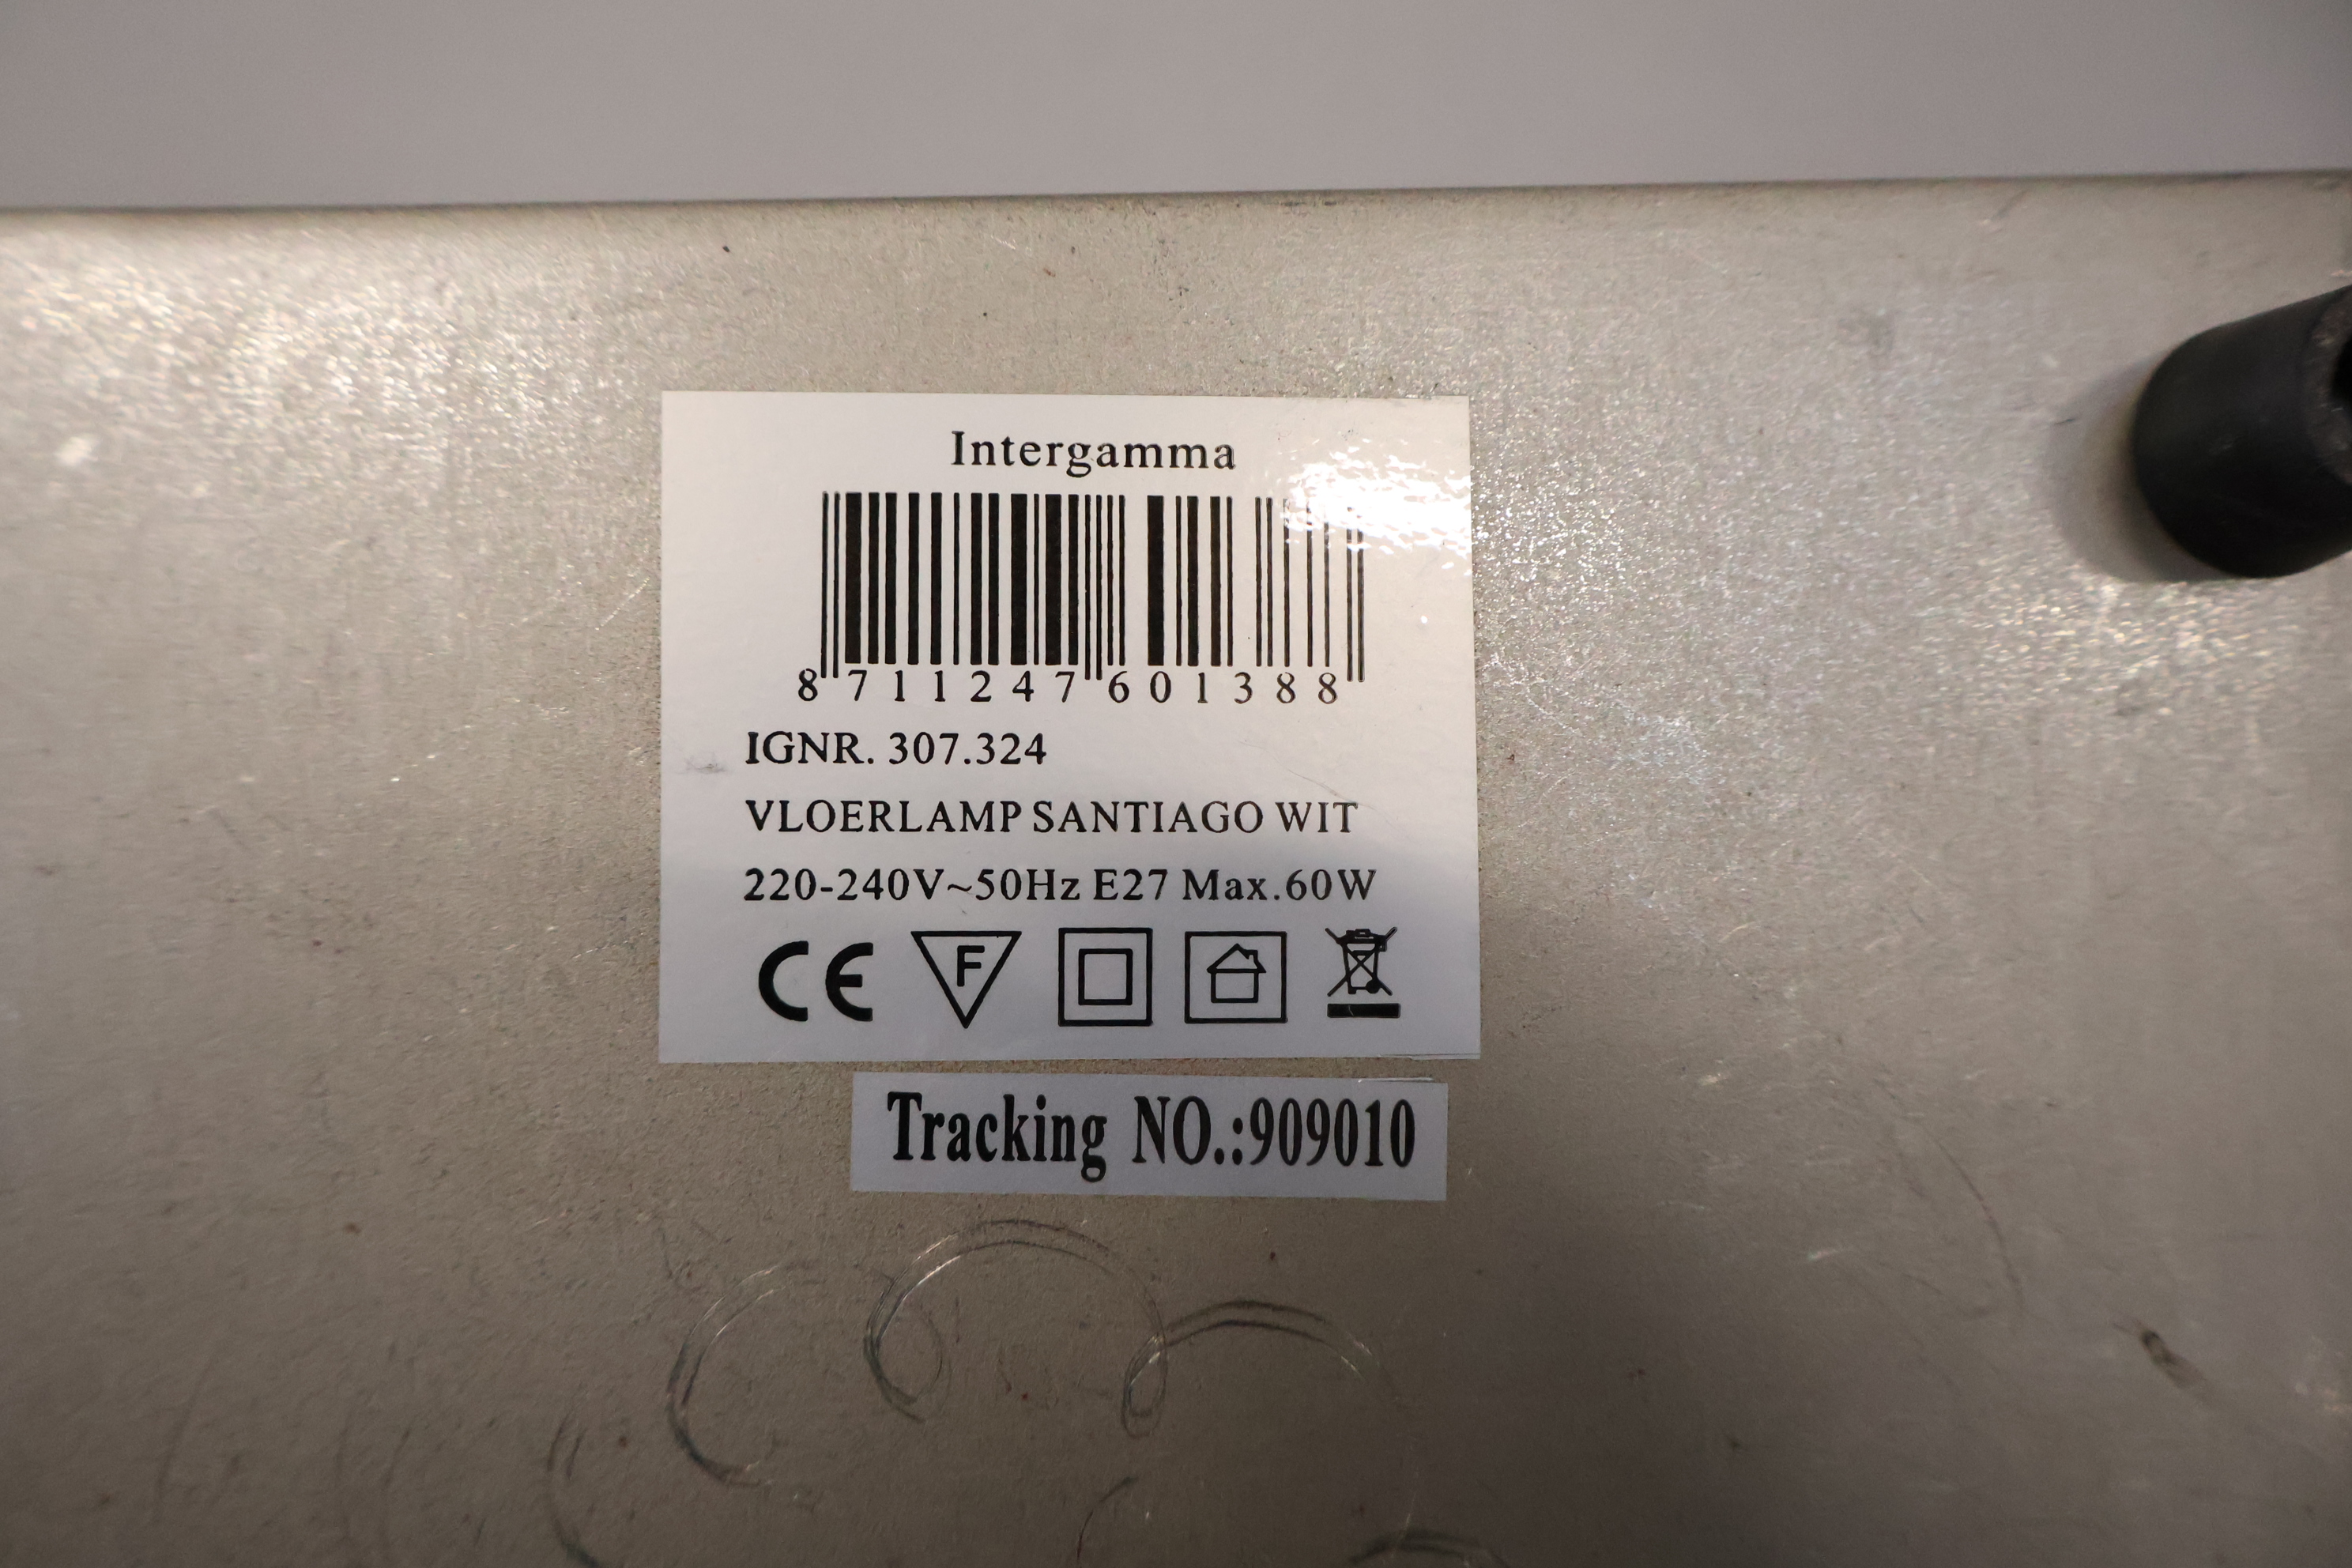 Intergamma
8 711247 601388
IGNR. 307.324
VLOERLAMP SANTIAGO WIT
220-240V~50Hz E27 Max.60W
CE F
Tracking NO.:909010